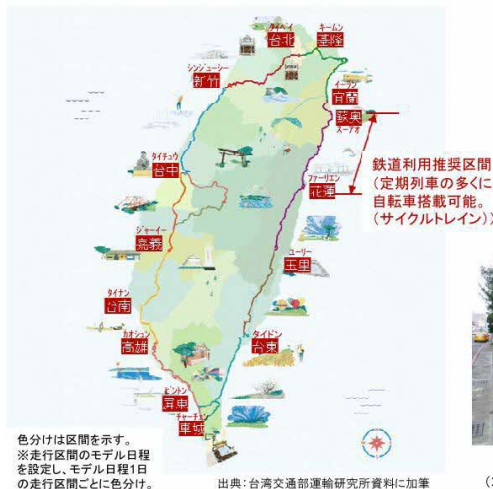 タイペイ
台北
キールン
基隆
シンジューシー
新竹
イーラン
宜蘭
蘇奥
スーアオ
タイチュウ
台中
鉄道利用推奨区間
(定期列車の多くに
自転車搭載可能。
(サイクルトレイン))
ファーリエン
花蓮
ジャーイー
嘉義
ユーリー
玉里
タイナン
台南
カオシュン
高雄
タイドン
台東
ピントン
屏東
チャーチェン
車城
色分けは区間を示す。
※走行区間のモデル日程
を設定し、モデル日程1日
の走行区間ごとに色分け。
出典:台湾交通部運輸研究所資料に加筆